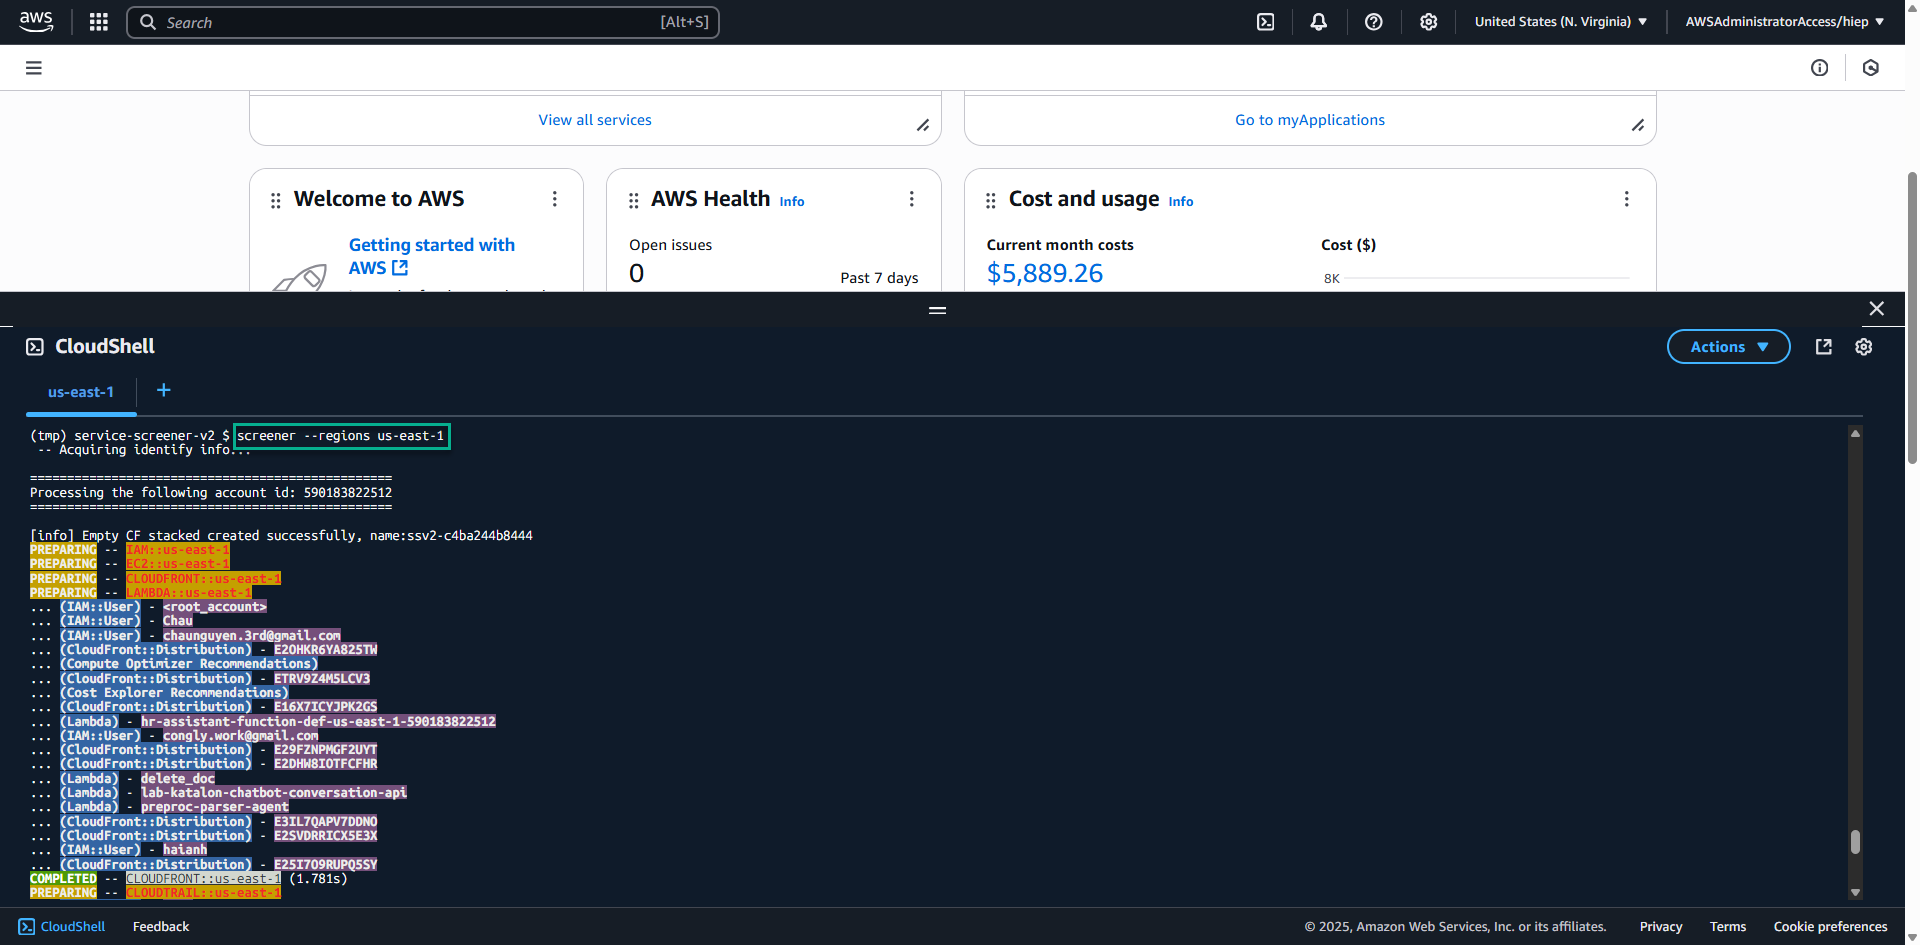 aws
Search
[Alt+S]
United States (N. Virginia)
AWSAdministratorAccess/hiep
View all services
Go to myApplications
Welcome to AWS
Getting started with
AWS
AWS Health Info
Open issues
0
Past 7 days
Cost and usage Info
Current month costs
$5,889.26
Cost ($)
8K
CloudShell
Actions
us-east-1
+
(tmp) service-screener-v2 $ screener --regions us-east-1
-- Acquiring identify info...
=================================================
Processing the following account id: 590183822512
=================================================
[info] Empty CF stacked created successfully, name:ssv2-c4ba244b8444
PREPARING -- IAM::us-east-1
PREPARING -- EC2::us-east-1
PREPARING -- CLOUDFRONT::us-east-1
PREPARING -- LAMBDA::us-east-1
... (IAM::User) - <root_account>
... (IAM::User) - Chau
... (IAM::User) - chaunguyen.3rd@gmail.com
... (CloudFront::Distribution) - E2OHKR6YA825TW
... (Compute Optimizer Recommendations)
... (CloudFront::Distribution) - ETRV9Z4M5LCV3
... (Cost Explorer Recommendations)
... (CloudFront::Distribution) - E16X7ICYJPK2GS
... (Lambda) - hr-assistant-function-def-us-east-1-590183822512
... (IAM::User) - congly.work@gmail.com
... (CloudFront::Distribution) - E29FZNPMGF2UYT
... (CloudFront::Distribution) - E2DHW8IOTFCFHR
... (Lambda) - delete_doc
... (Lambda) - lab-katalon-chatbot-conversation-api
... (Lambda) - preproc-parser-agent
... (CloudFront::Distribution) - E3IL7QAPV7DDNO
... (CloudFront::Distribution) - E2SVDRRICX5E3X
... (IAM::User) - haianh
... (CloudFront::Distribution) - E25I7O9RUPQ5SY
COMPLETED -- CLOUDFRONT::us-east-1 (1.781s)
PREPARING -- CLOUDTRAIL::us-east-1
CloudShell
Feedback
© 2025, Amazon Web Services, Inc. or its affiliates.
Privacy
Terms
Cookie preferences